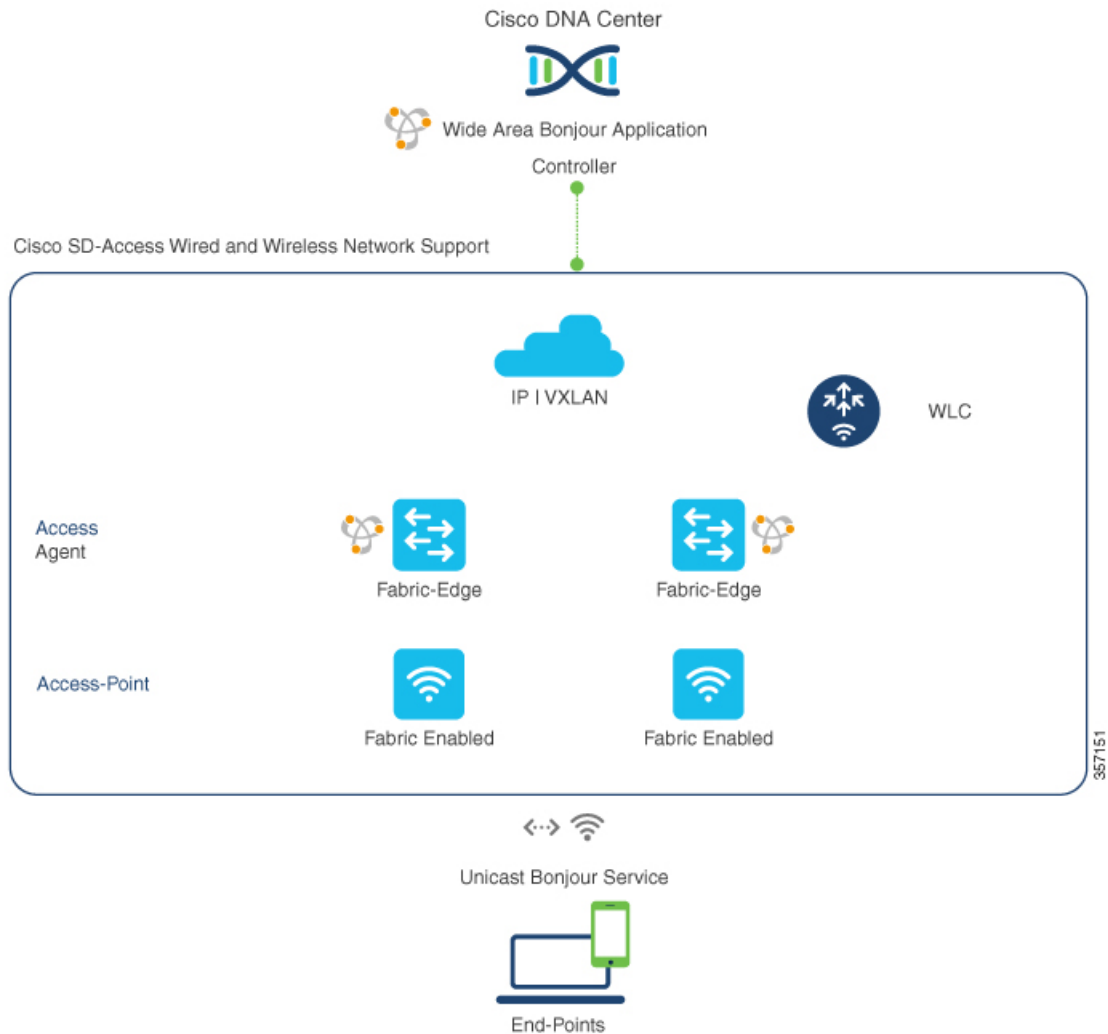 Cisco DNA Center
Wide Area Bonjour Application
Controller
Cisco SD-Access Wired and Wireless Network Support
IP | VXLAN
WLC
Access
Agent
Fabric-Edge
Fabric-Edge
Access-Point
Fabric Enabled
Fabric Enabled
357151
Unicast Bonjour Service
End-Points